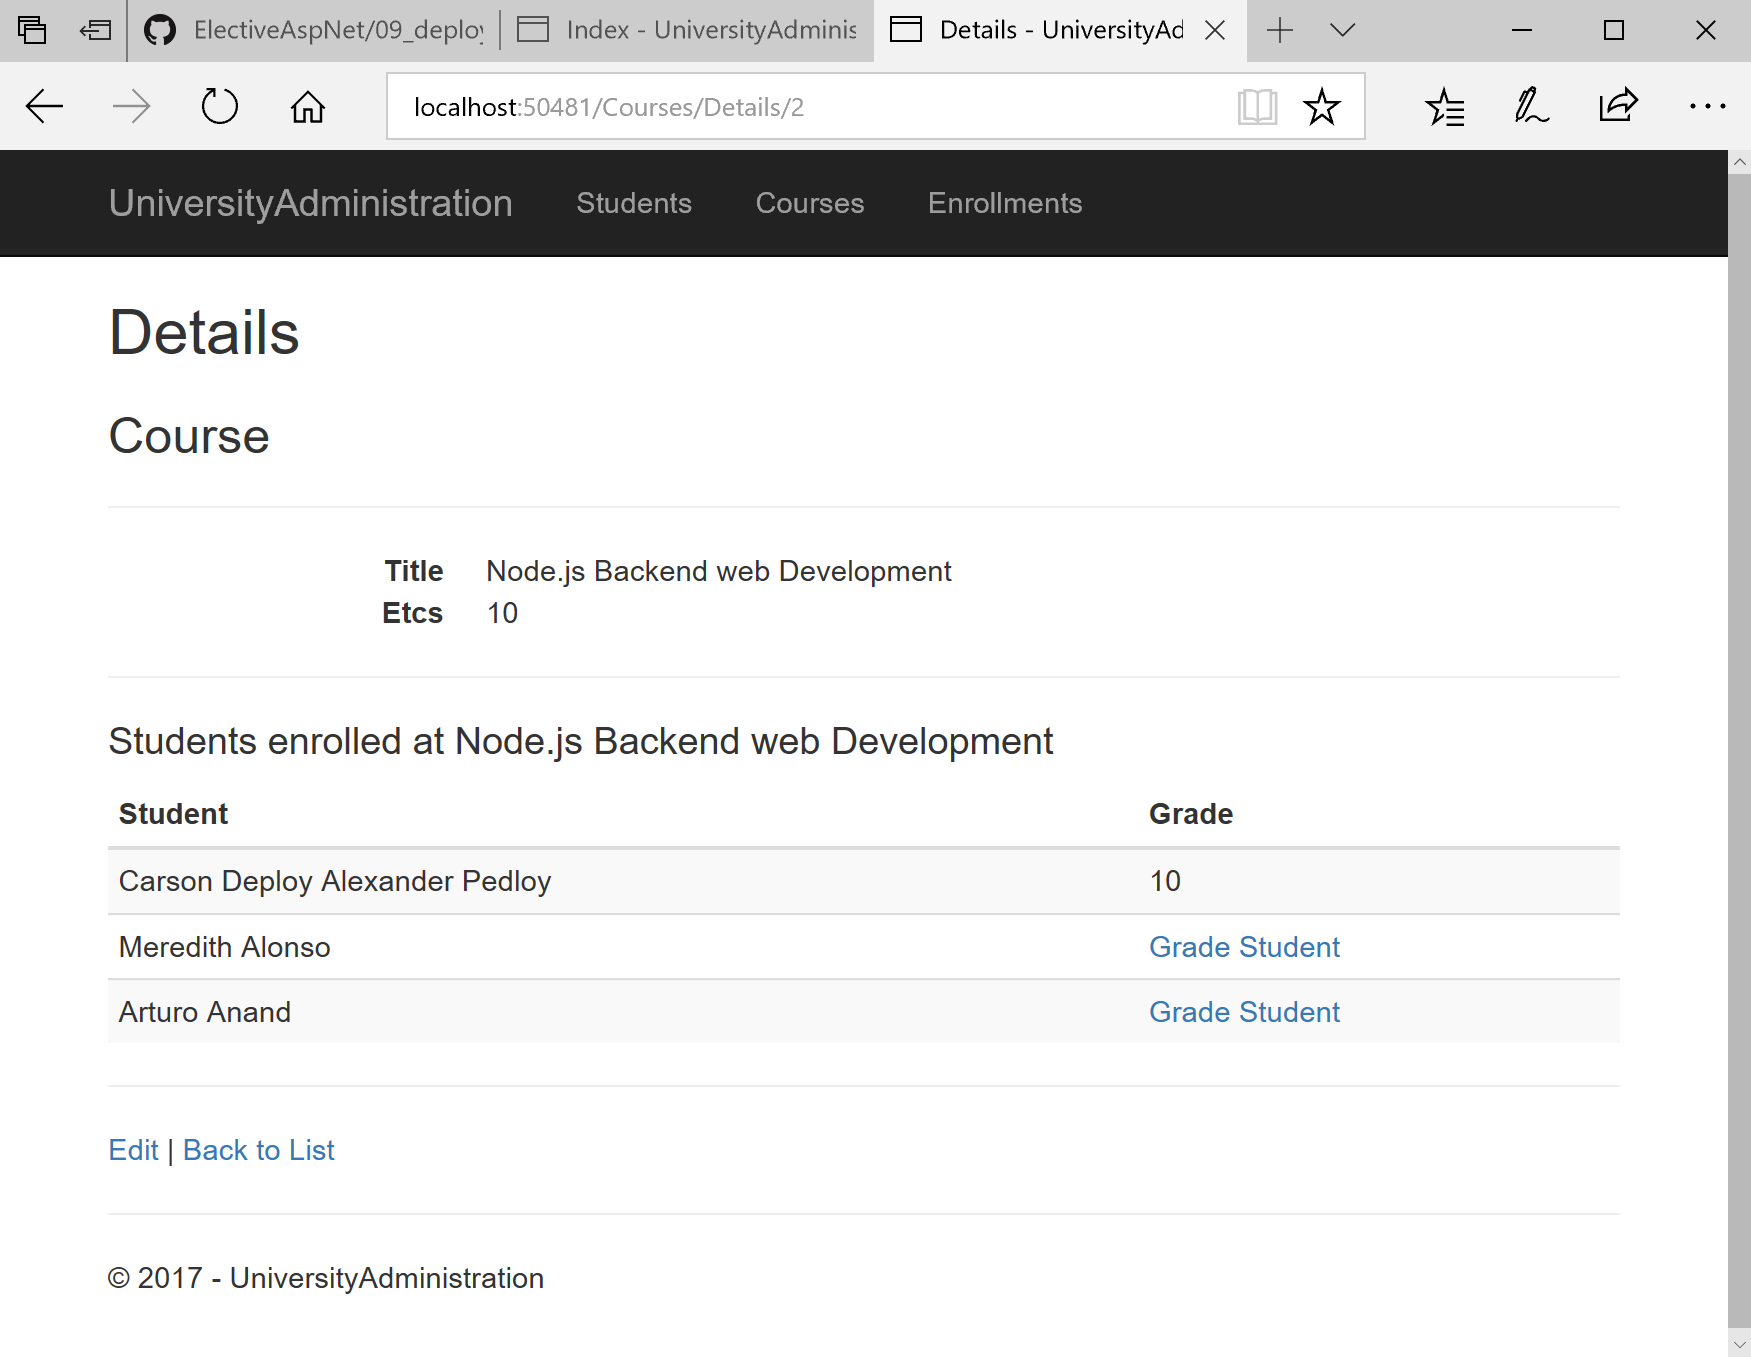 ElectiveAspNet/09_deploy
Index - UniversityAdminis
Details - UniversityAd
localhost:50481/Courses/Details/2
UniversityAdministration Students Courses Enrollments
Details
Course
Title Node.js Backend web Development
Etcs 10
Students enrolled at Node.js Backend web Development
Student Grade
Carson Deploy Alexander Pedloy 10
Meredith Alonso Grade Student
Arturo Anand Grade Student
Edit | Back to List
© 2017 - UniversityAdministration